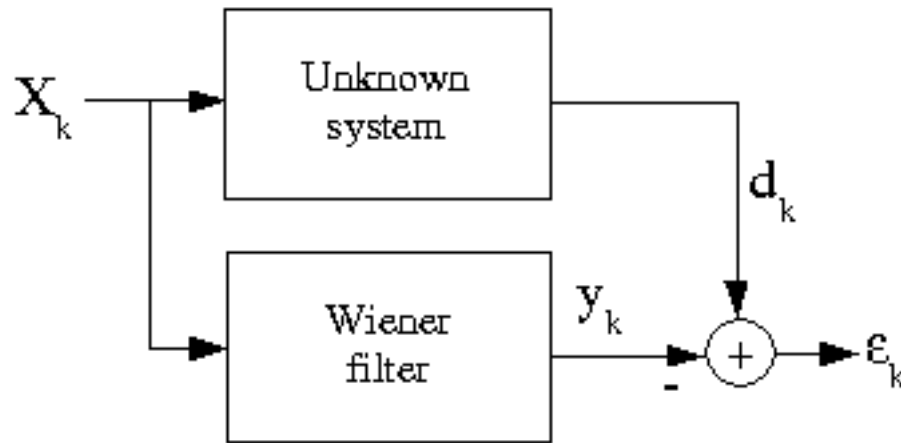 X_k
Unknown
system
d_k
Wiener
filter
y_k
-
+
ε_k